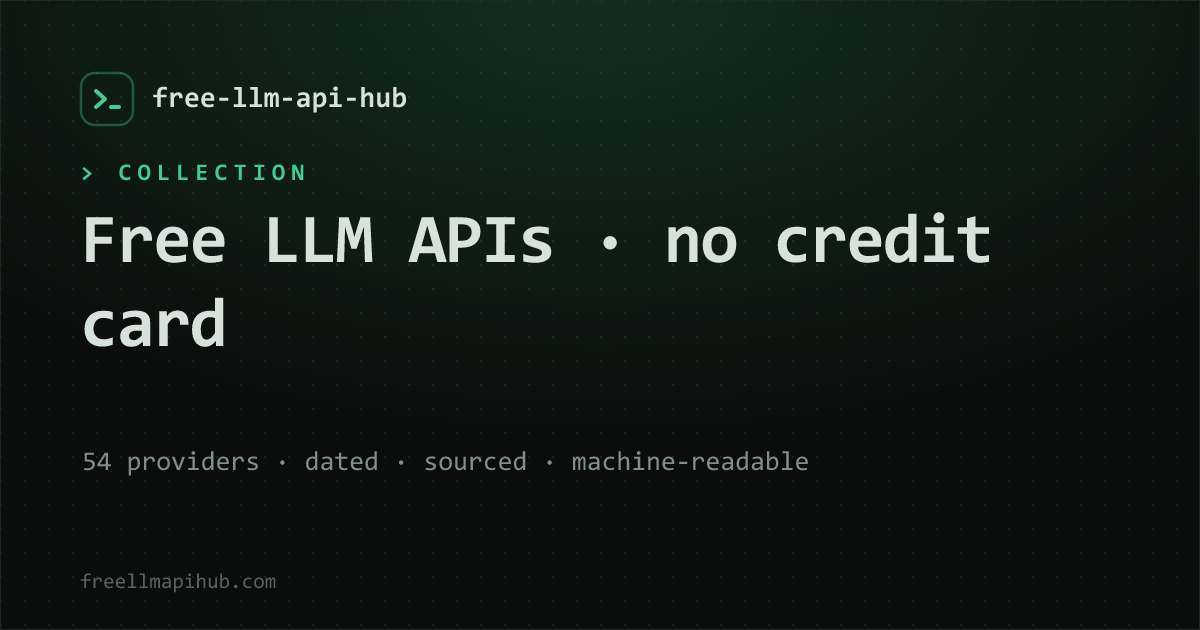 free-llm-api-hub
> COLLECTION
Free LLM APIs · no credit
card
54 providers · dated · sourced · machine-readable
freellmapihub.com